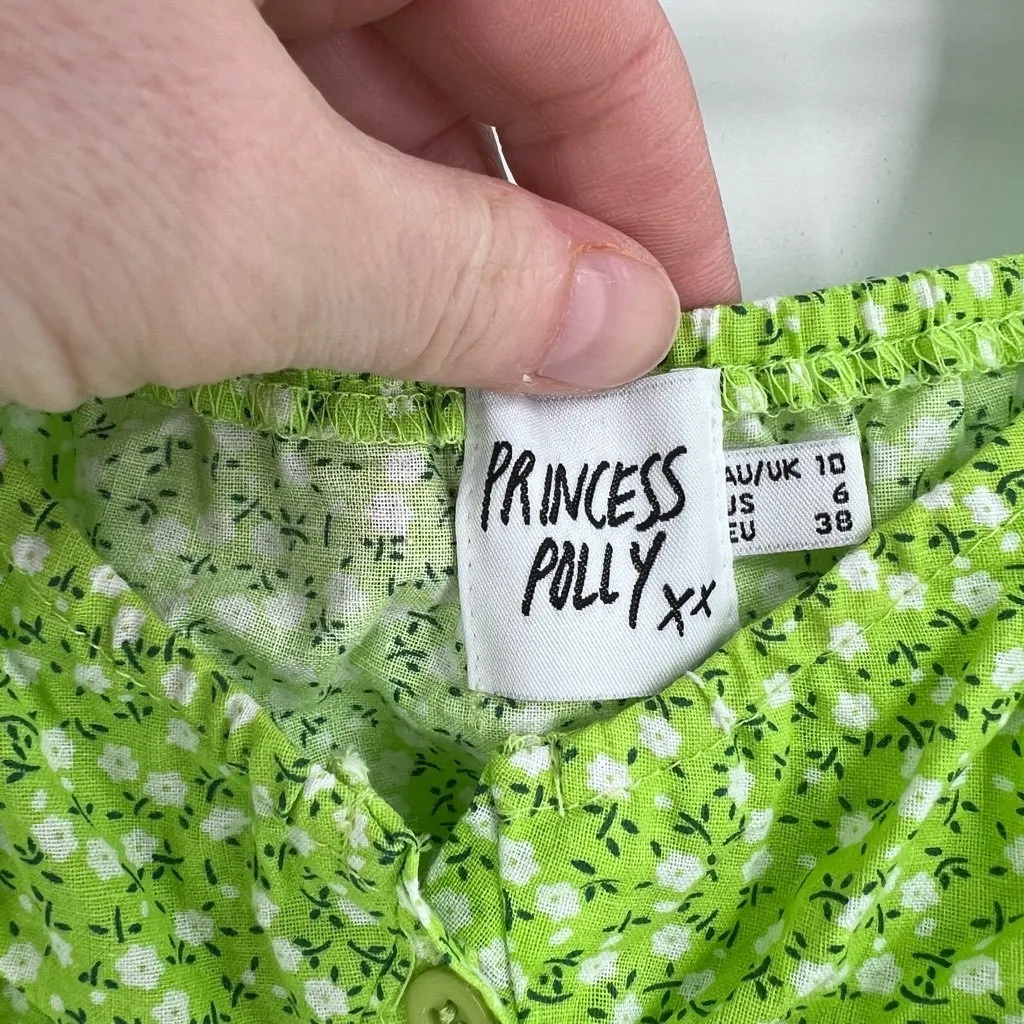 PRINCESS
POLLY xx
AU/UK 10
US 6
EU 38